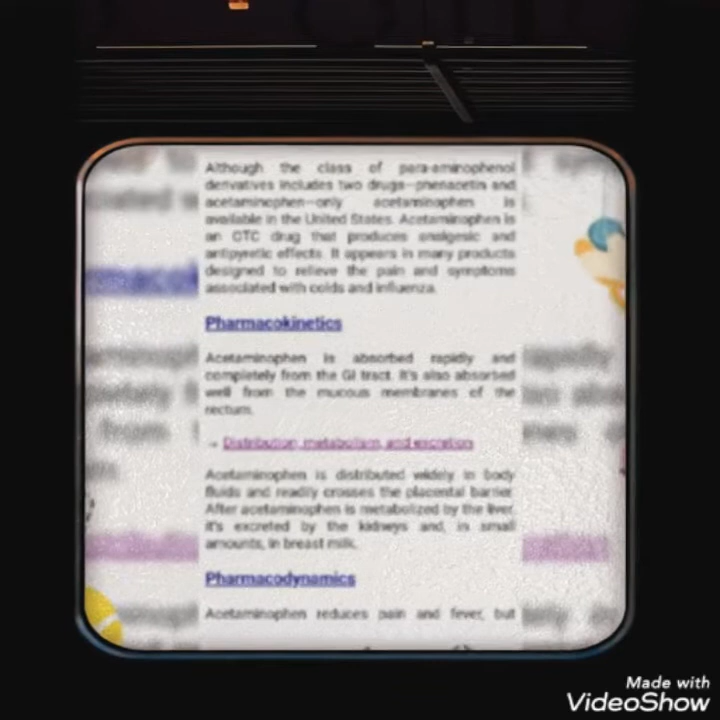 Although the class of para-aminophenol
derivatives includes two drugs—phenacetin and
acetaminophen—only acetaminophen is
available in the United States. Acetaminophen is
an OTC drug that produces analgesic and
antipyretic effects. It appears in many products
designed to relieve the pain and symptoms
associated with colds and influenza.
Pharmacokinetics
Acetaminophen is absorbed rapidly and
completely from the GI tract. It's also absorbed
well from the mucous membranes of the
rectum.
→ Distribution, metabolism, and excretion
Acetaminophen is distributed widely in body
fluids and readily crosses the placental barrier.
After acetaminophen is metabolized by the liver,
it's excreted by the kidneys and, in small
amounts, in breast milk.
Pharmacodynamics
Acetaminophen reduces pain and fever, but
Made with
VideoShow